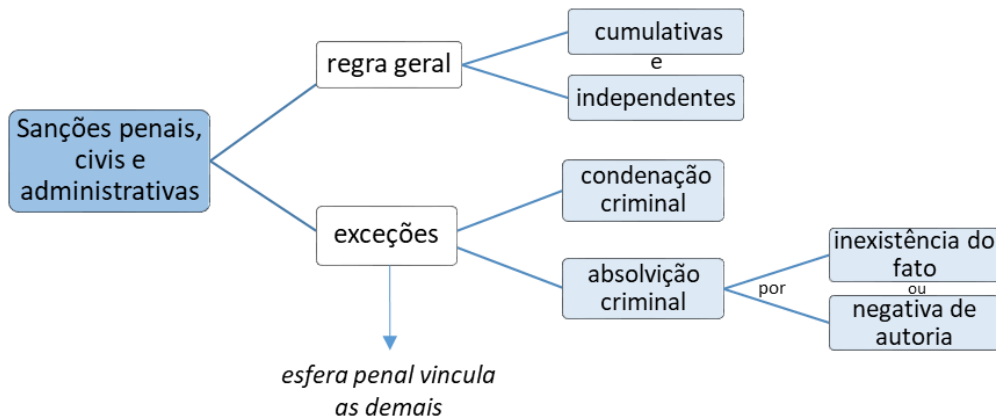 Sanções penais,
civis e
administrativas
regra geral
cumulativas
e
independentes
exceções
condenação
criminal
absolvição
criminal
por
inexistência do
fato
ou
negativa de
autoria
esfera penal vincula
as demais